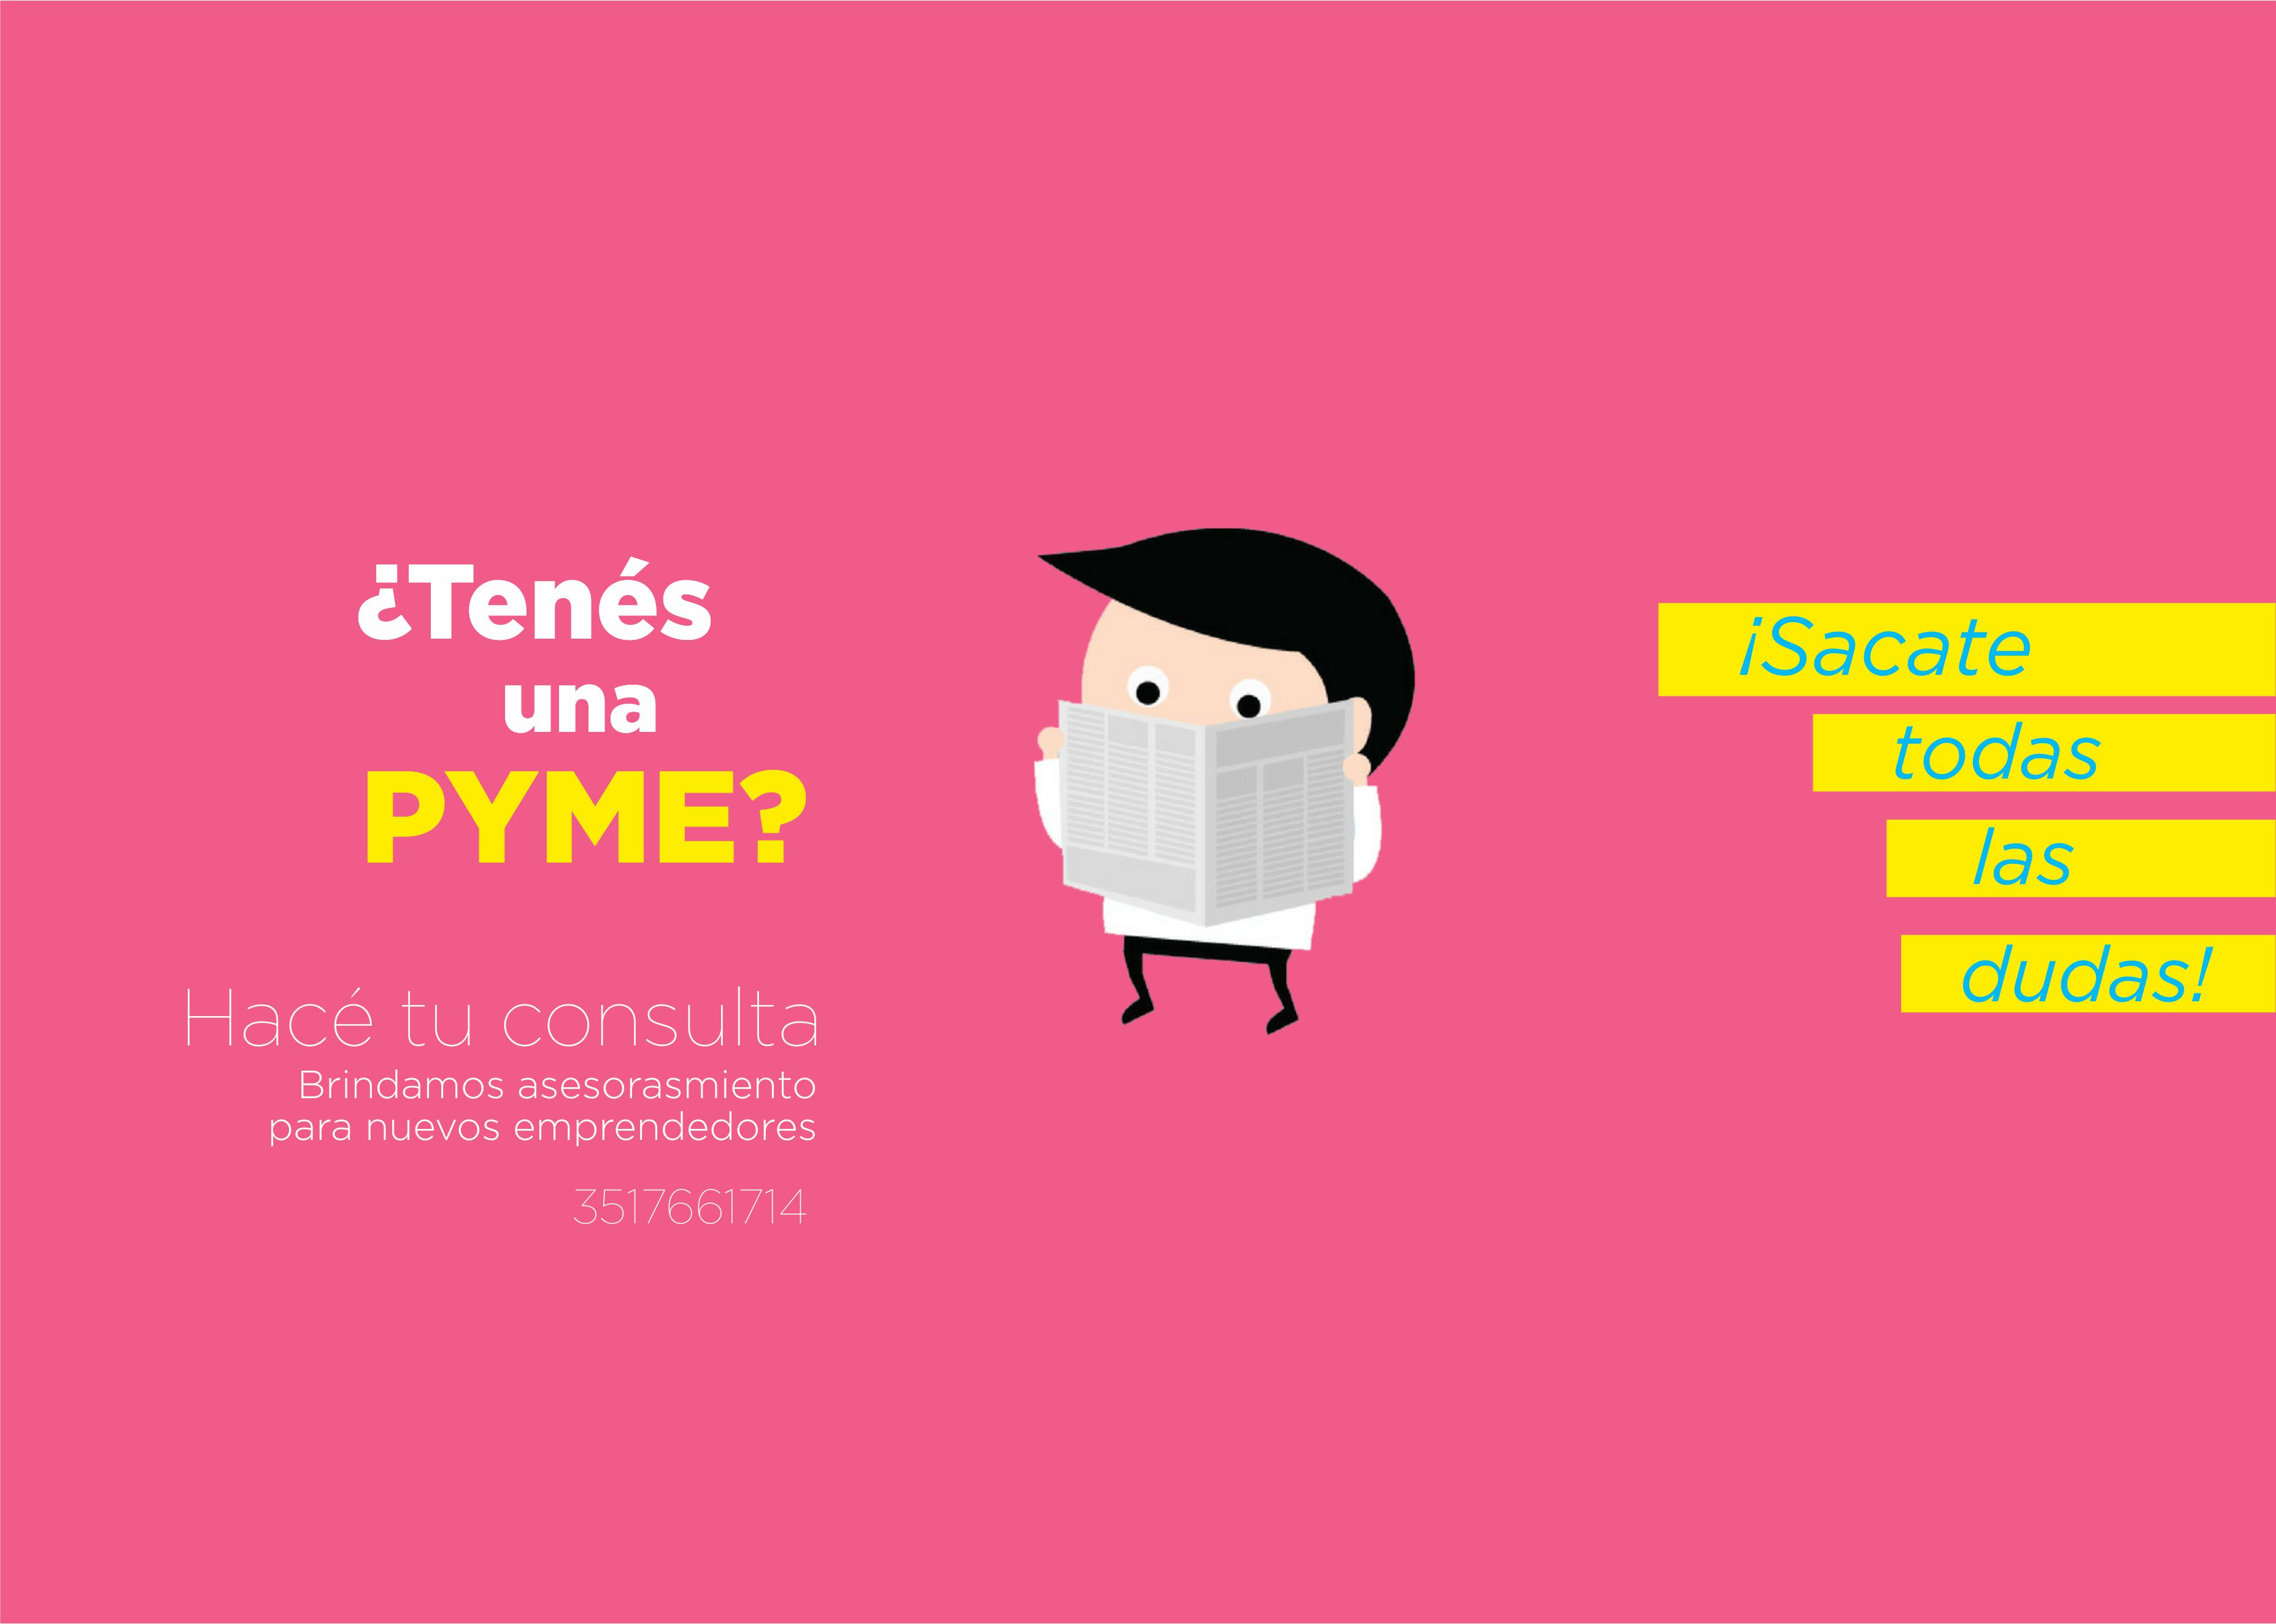 ¿Tenés
una
PYME?
Hacé tu consulta
Brindamos asesorasmiento
para nuevos emprendedores
3517661714
¡Sacate
todas
las
dudas!